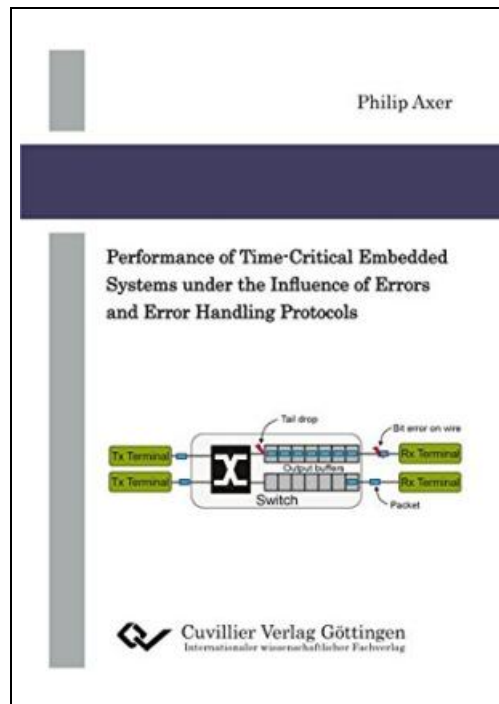 Philip Axer
Performance of Time-Critical Embedded
Systems under the Influence of Errors
and Error Handling Protocols
Tail drop
Bit error on wire
Tx Terminal
Rx Terminal
Output buffers
Tx Terminal
Rx Terminal
Switch
Packet
Cuvillier Verlag Göttingen
Internationaler wissenschaftlicher Fachverlag